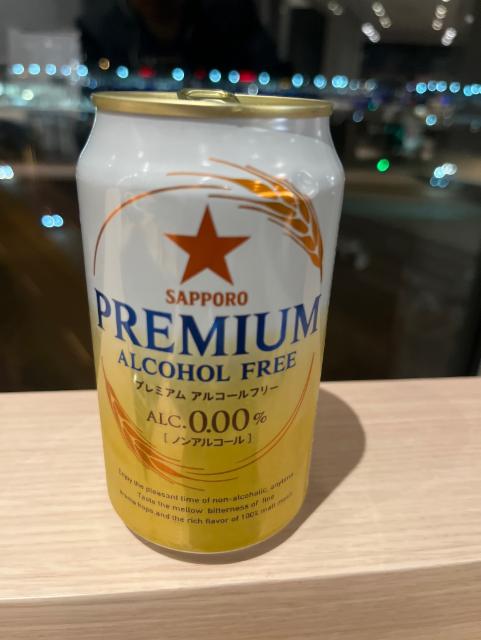 SAPPORO
PREMIUM
ALCOHOL FREE
プレミアム アルコールフリー
ALC.0.00%
[ノンアルコール]
Enjoy the pleasant time of non-alcoholic, anytime
Taste the mellow bitterness of fine
aroma hops,and the rich flavor of 100% malt